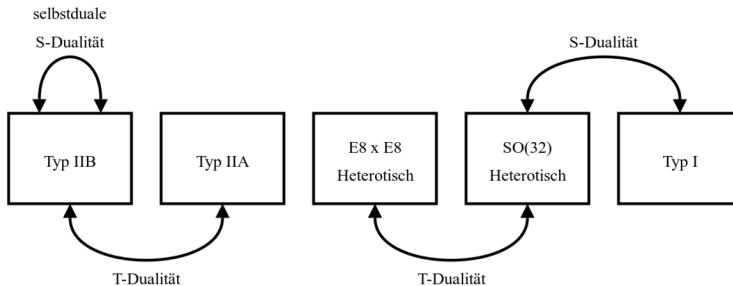 selbstduale
S-Dualität
S-Dualität
Typ IIB
Typ IIA
E8 x E8
Heterotisch
SO(32)
Heterotisch
Typ I
T-Dualität
T-Dualität